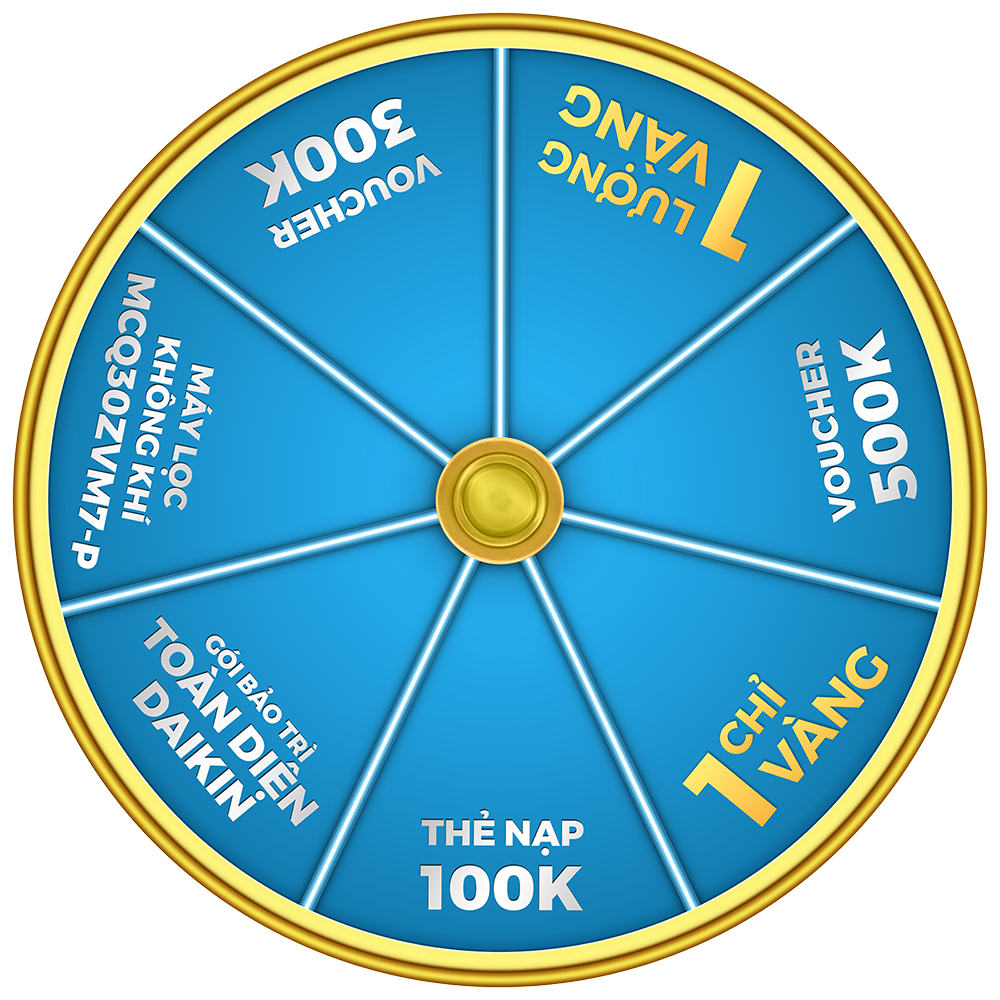 1
LƯỢNG
VÀNG
VOUCHER
500K
1
CHỈ
VÀNG
THẺ NẠP
100K
GÓI BẢO TRÌ
TOÀN DIỆN
DAIKIN
MÁY LỌC
KHÔNG KHÍ
MCQ30ZVM7-P
VOUCHER
300K